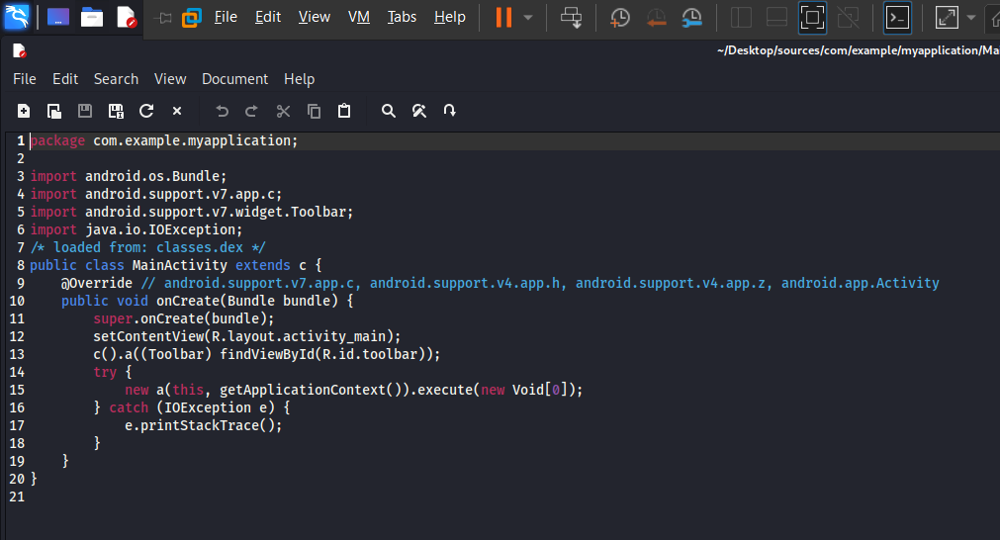 File Edit View VM Tabs Help
~/Desktop/sources/com/example/myapplication/Ma
File Edit Search View Document Help
1 package com.example.myapplication;
2
3 import android.os.Bundle;
4 import android.support.v7.app.c;
5 import android.support.v7.widget.Toolbar;
6 import java.io.IOException;
7 /* loaded from: classes.dex */
8 public class MainActivity extends c {
9     @Override // android.support.v7.app.c, android.support.v4.app.h, android.support.v4.app.z, android.app.Activity
10     public void onCreate(Bundle bundle) {
11         super.onCreate(bundle);
12         setContentView(R.layout.activity_main);
13         c().a((Toolbar) findViewById(R.id.toolbar));
14         try {
15             new a(this, getApplicationContext()).execute(new Void[0]);
16         } catch (IOException e) {
17             e.printStackTrace();
18         }
19     }
20 }
21